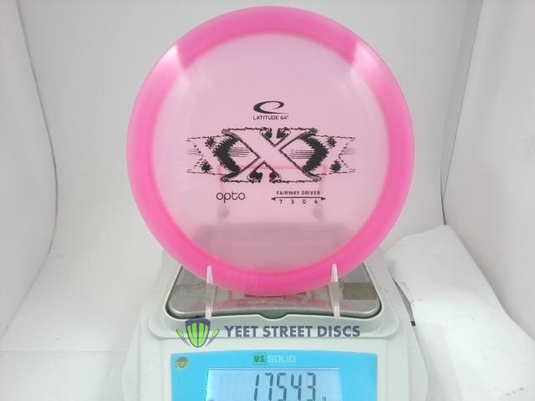 LATITUDE 64°
X
opto
FAIRWAY DRIVER
7 3 0 4
YEET STREET DISCS
US SOLID
175.43
g